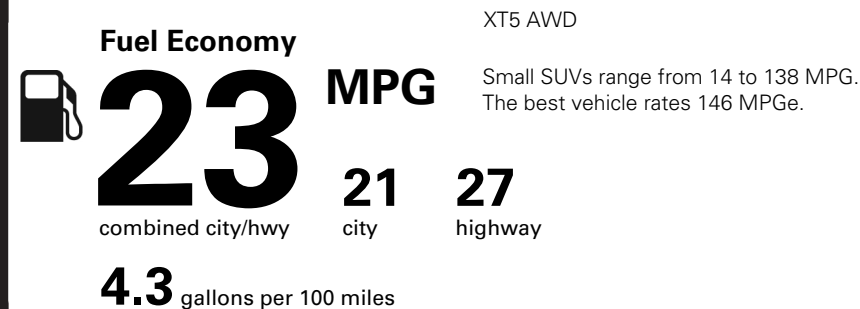 XT5 AWD
Fuel Economy
23 MPG
Small SUVs range from 14 to 138 MPG.
The best vehicle rates 146 MPGe.
21 27
combined city/hwy city highway
4.3 gallons per 100 miles